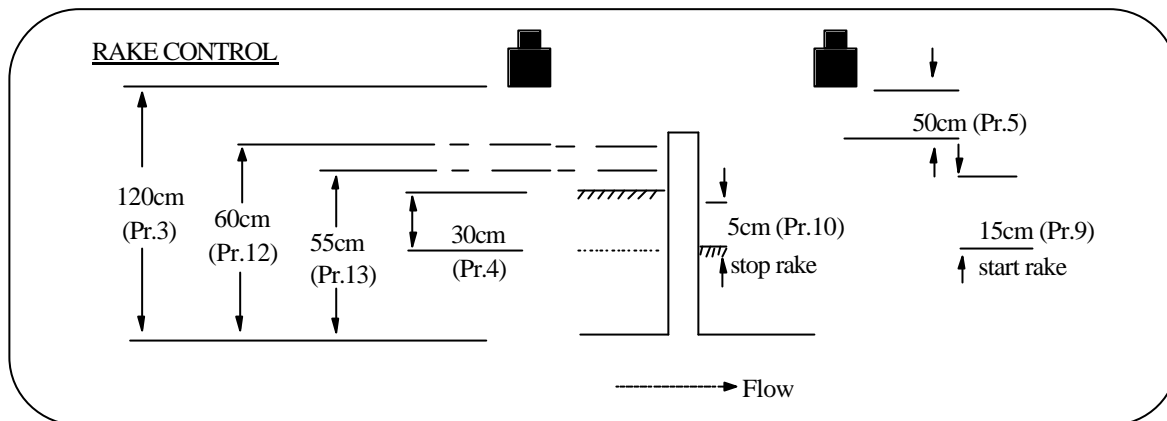 RAKE CONTROL
120cm
(Pr.3)
60cm
(Pr.12)
55cm
(Pr.13)
30cm
(Pr.4)
5cm (Pr.10)
stop rake
50cm (Pr.5)
15cm (Pr.9)
start rake
Flow